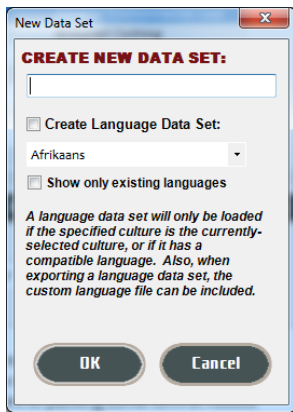 New Data Set
CREATE NEW DATA SET:
Create Language Data Set:
Afrikaans
Show only existing languages
A language data set will only be loaded
if the specified culture is the currently-
selected culture, or if it has a
compatible language.  Also, when
exporting a language data set, the
custom language file can be included.
OK
Cancel